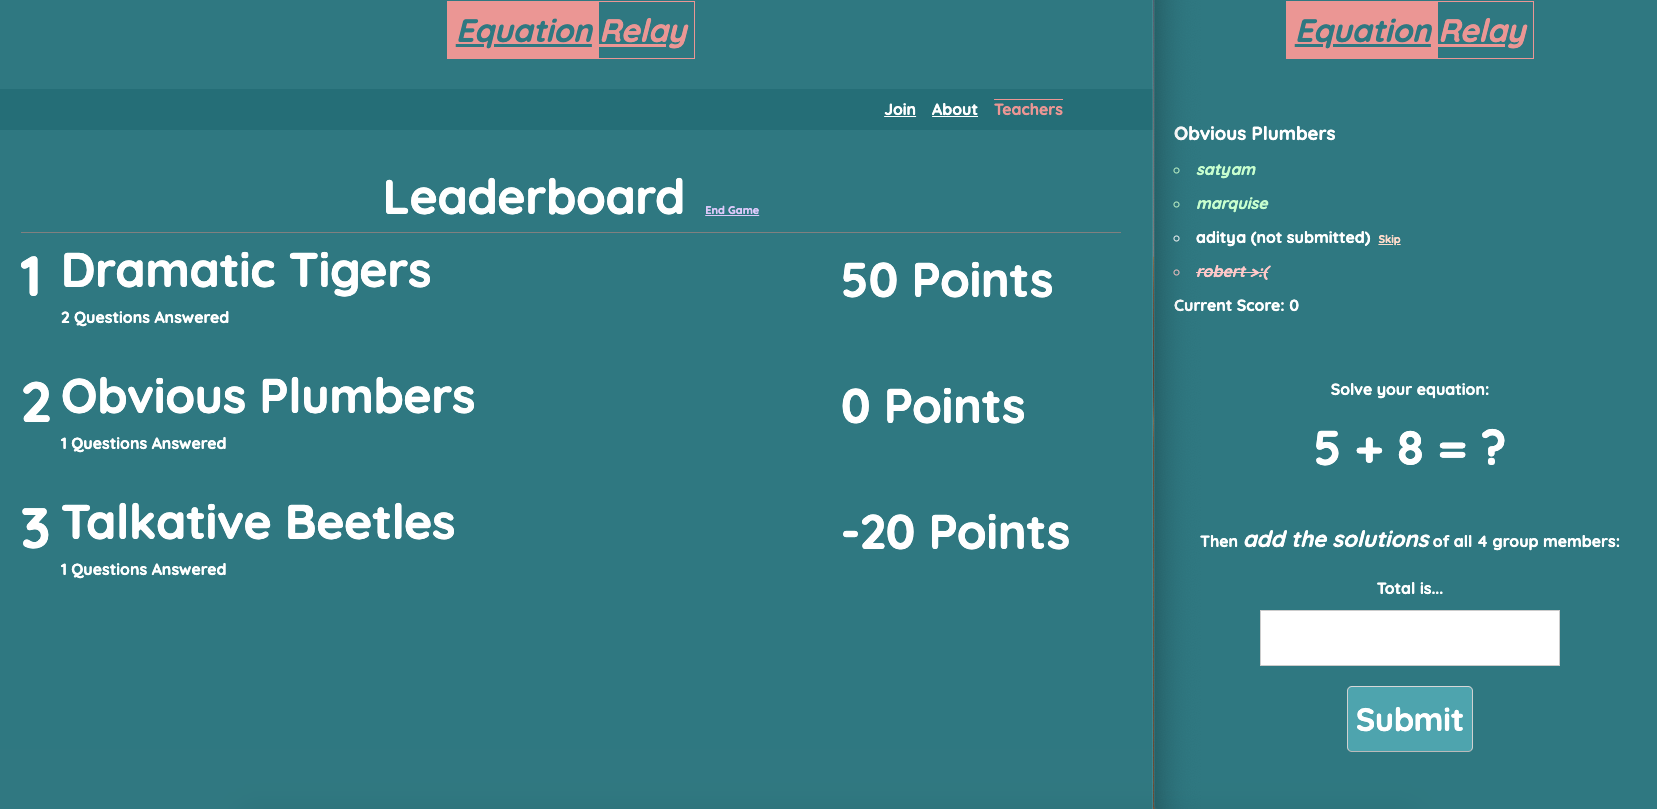 Equation Relay
Join About Teachers
Leaderboard End Game
1 Dramatic Tigers 50 Points
2 Questions Answered
2 Obvious Plumbers 0 Points
1 Questions Answered
3 Talkative Beetles -20 Points
1 Questions Answered
Equation Relay
Obvious Plumbers
satyam
marquise
aditya (not submitted) Skip
robert >:(
Current Score: 0
Solve your equation:
5 + 8 = ?
Then add the solutions of all 4 group members:
Total is...
Submit